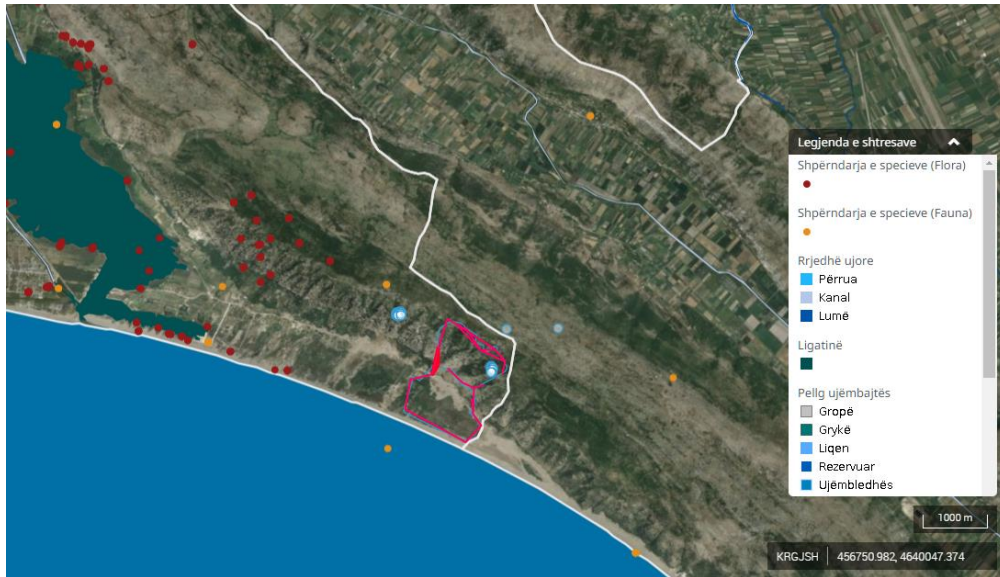 Legjenda e shtresave
Shpërndarja e specieve (Flora)
Shpërndarja e specieve (Fauna)
Rrjedhë ujore
Përrua
Kanal
Lumë
Ligatinë
Pellg ujëmbajtës
Gropë
Grykë
Liqen
Rezervuar
Ujëmbledhës
1000 m
KRGJSH 456750.982, 4640047.374